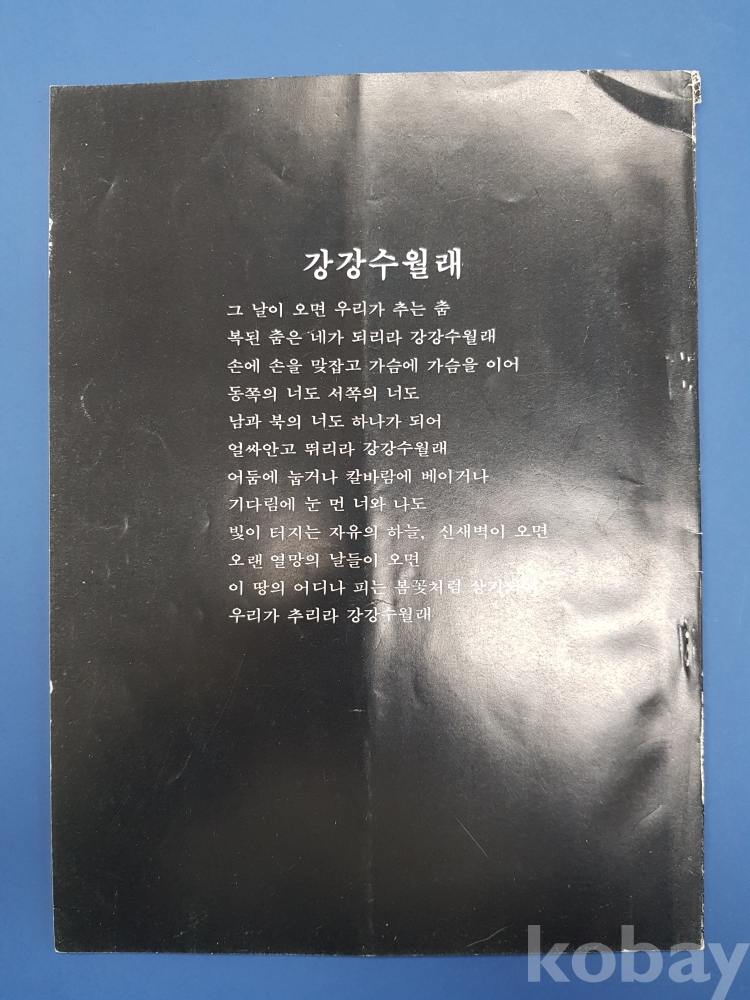 강강수월래
그 날이 오면 우리가 추는 춤
복된 춤은 네가 되리라 강강수월래
손에 손을 맞잡고 가슴에 가슴을 이어
동쪽의 너도 서쪽의 너도
남과 북의 너도 하나가 되어
얼싸안고 뛰리라 강강수월래
어둠에 눕거나 칼바람에 베이거나
기다림에 눈 먼 너와 나도
빛이 터지는 자유의 하늘, 신새벽이 오면
오랜 열망의 날들이 오면
이 땅의 어디나 피는 봄꽃처럼
우리가 추리라 강강수월래
kobay